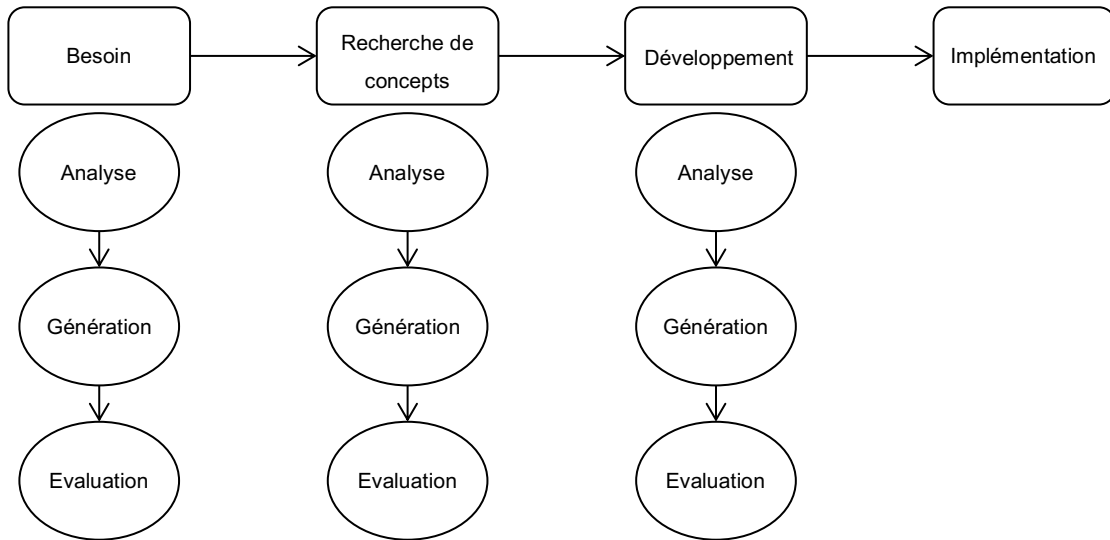 Besoin
Recherche de
concepts
Développement
Implémentation
Analyse
Analyse
Analyse
Génération
Génération
Génération
Evaluation
Evaluation
Evaluation